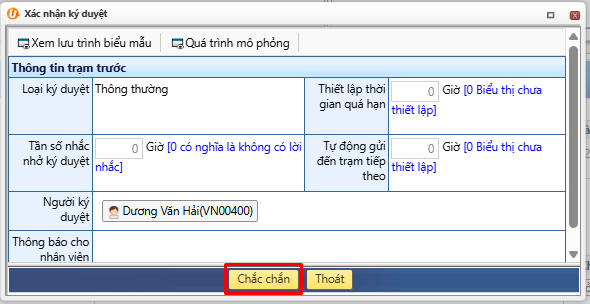 Xác nhận ký duyệt
Xem lưu trình biểu mẫu
Quá trình mô phỏng
Thông tin trạm trước
Loại ký duyệt
Thông thường
Thiết lập thời
gian quá hạn
0 Giờ [0 Biểu thị chưa
thiết lập]
Tần số nhắc
nhở ký duyệt
0 Giờ [0 có nghĩa là không có lời
nhắc]
Tự động gửi
đến trạm tiếp
theo
0 Giờ [0 Biểu thị chưa
thiết lập]
Người ký
duyệt
Dương Văn Hải(VN00400)
Thông báo cho
nhân viên
Chắc chắn
Thoát